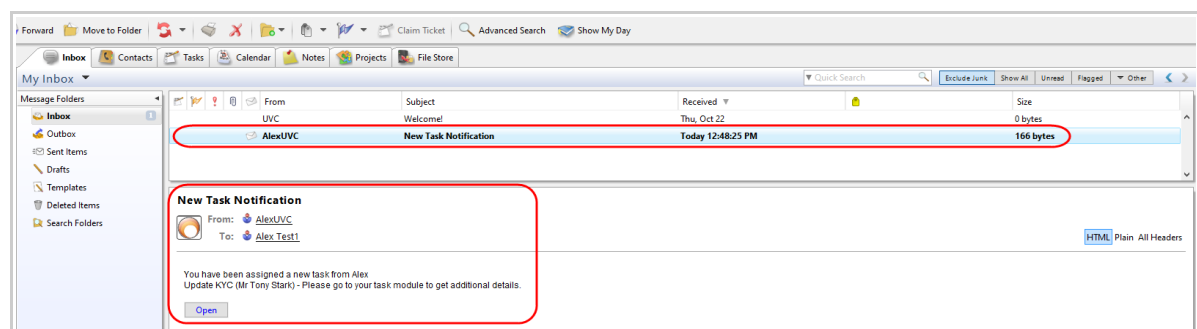 Forward Move to Folder Claim Ticket Advanced Search Show My Day
Inbox Contacts Tasks Calendar Notes Projects File Store
My Inbox Quick Search Exclude Junk Show All Unread Flagged Other
Message Folders From Subject Received Size
Inbox 1 UVC Welcome! Thu, Oct 22 0 bytes
Outbox AlexUVC New Task Notification Today 12:48:25 PM 166 bytes
Sent Items
Drafts
Templates
Deleted Items
Search Folders
New Task Notification
From: AlexUVC
To: Alex Test1
HTML Plain All Headers
You have been assigned a new task from Alex
Update KYC (Mr Tony Stark) - Please go to your task module to get additional details.
Open